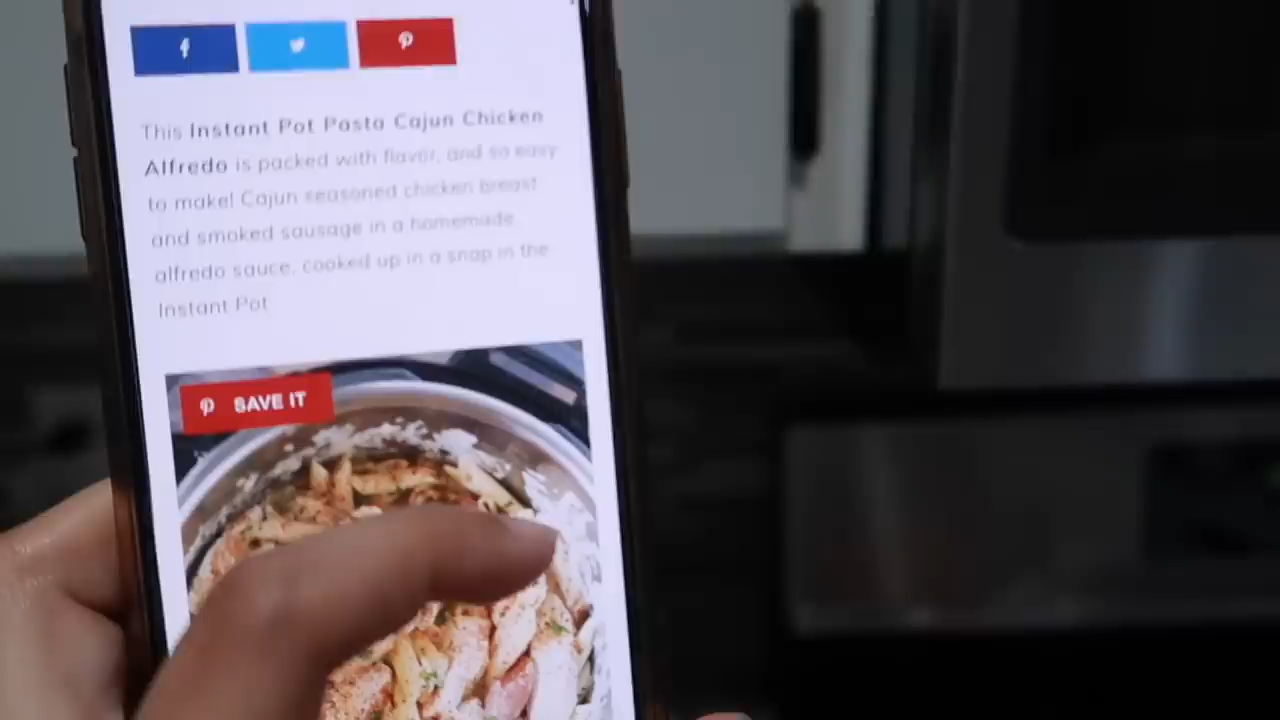 This Instant Pot Pasta Cajun Chicken
Alfredo is packed with flavor, and so easy
to make! Cajun seasoned chicken breast
and smoked sausage in a homemade
alfredo sauce, cooked up in a snap in the
Instant Pot
SAVE IT